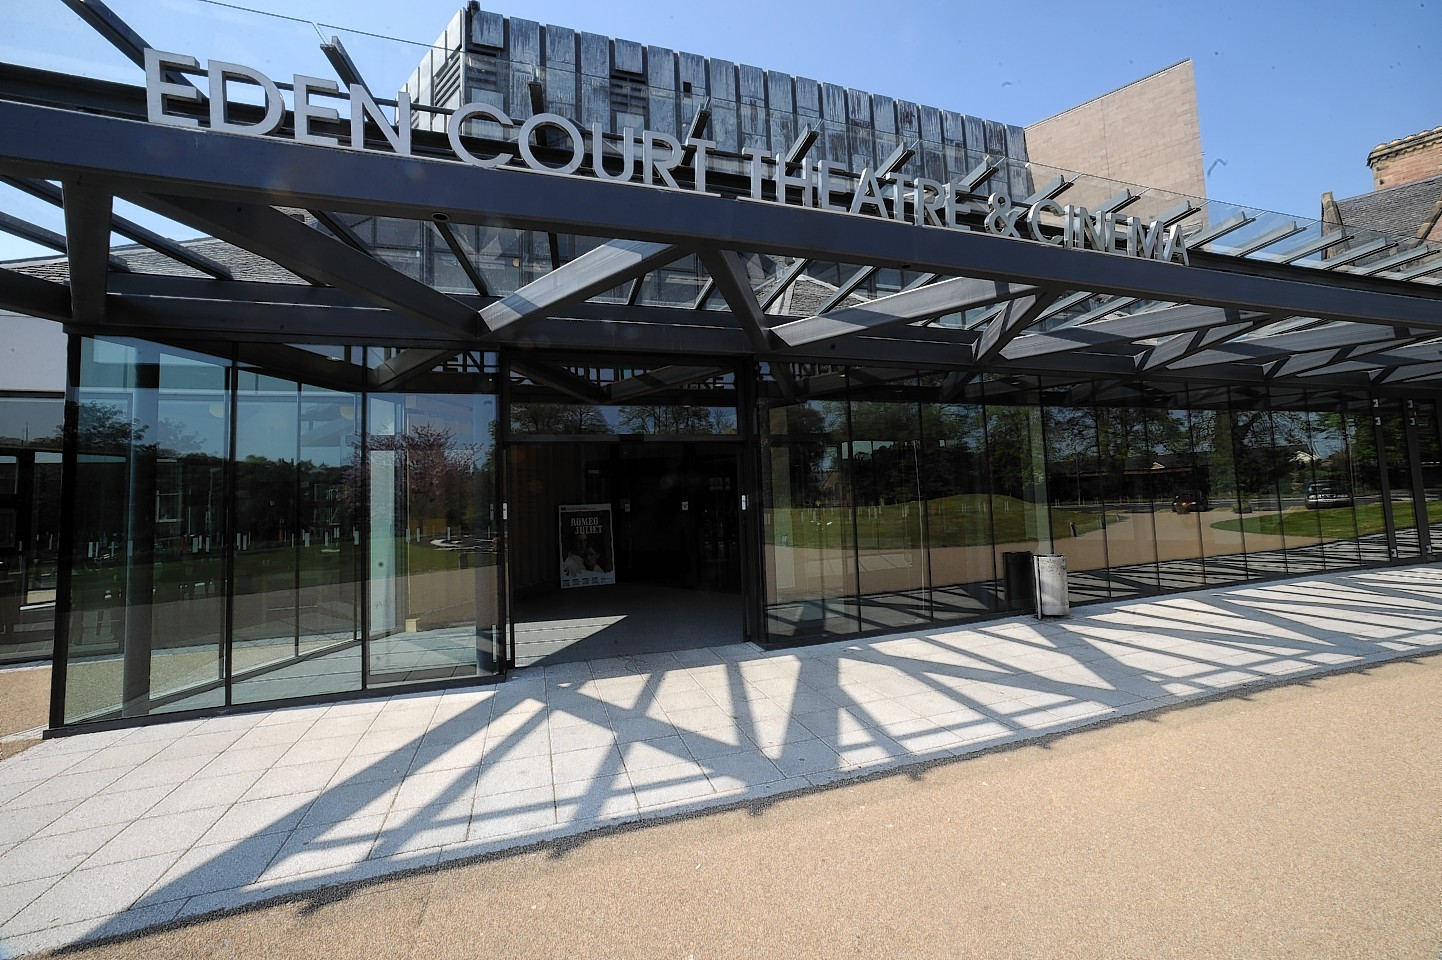 EDEN COURT THEATRE & CINEMA
ROMEO
JULIET